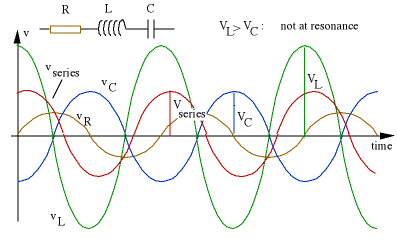 R L C
V_L > V_C : not at resonance
v
v_series
v_C
v_R
V_series
V_C
V_L
time
v_L